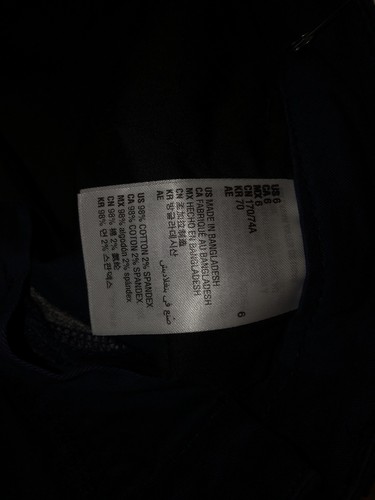 US 6
CA 6
MX 6
CN 170/74A
KR 70
AE
6
US MADE IN BANGLADESH
CA FABRIQUÉ AU BANGLADESH
MX HECHO EN BANGLADESH
CN 孟加拉制造
KR 방글라데시산
AE صنع في بنغلاديش
US 98% COTTON 2% SPANDEX
CA 98% COTON 2% SPANDEX
MX 98% algodón 2% spandex
CN 98% 棉 2% 氨纶
KR 98% 면 2% 스판덱스